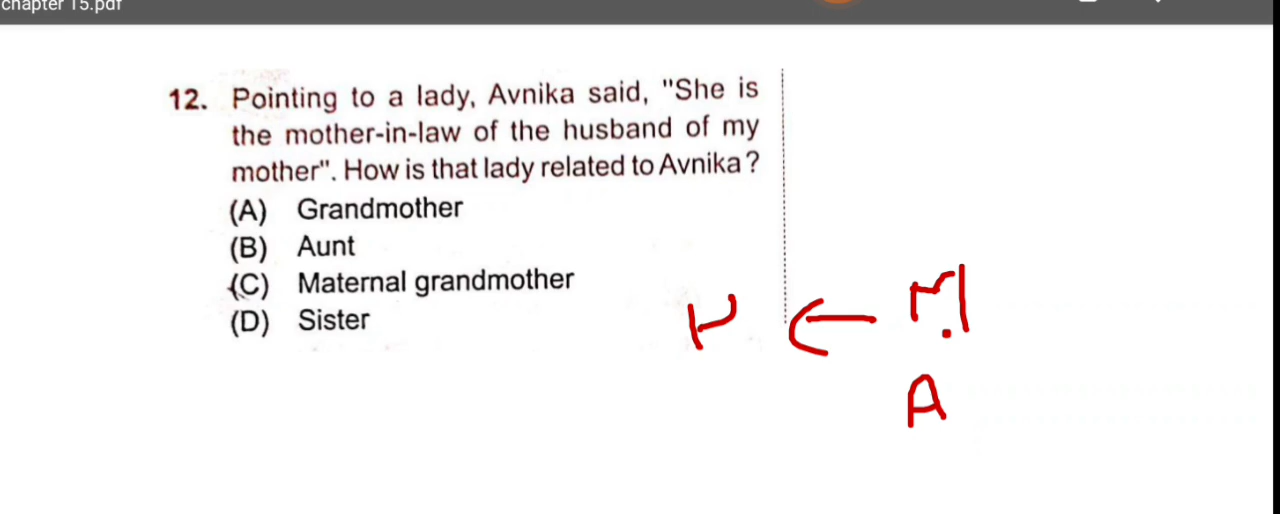 chapter 15.pdf
12. Pointing to a lady, Avnika said, "She is
the mother-in-law of the husband of my
mother". How is that lady related to Avnika?
(A) Grandmother
(B) Aunt
(C) Maternal grandmother
(D) Sister
H ← M
A